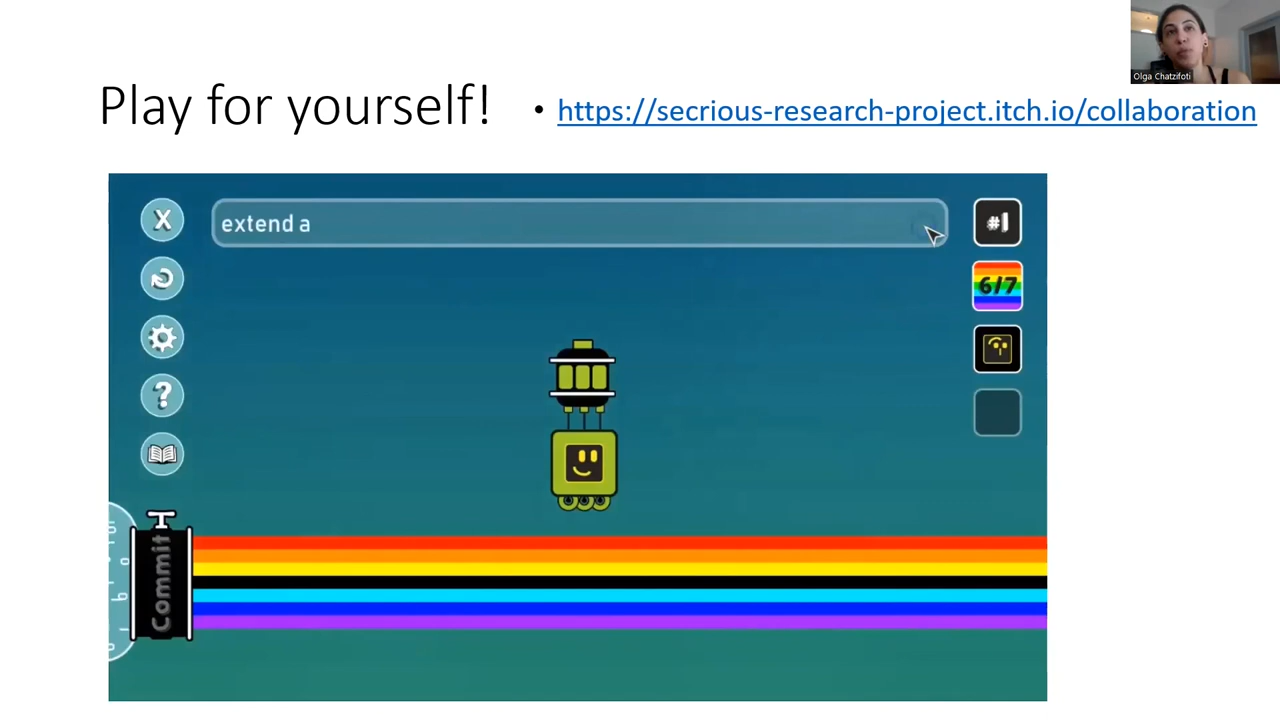 Olga Chatzifoti
Play for yourself!
• https://secrious-research-project.itch.io/collaboration
X
extend a
#1
6/7
?
Commit